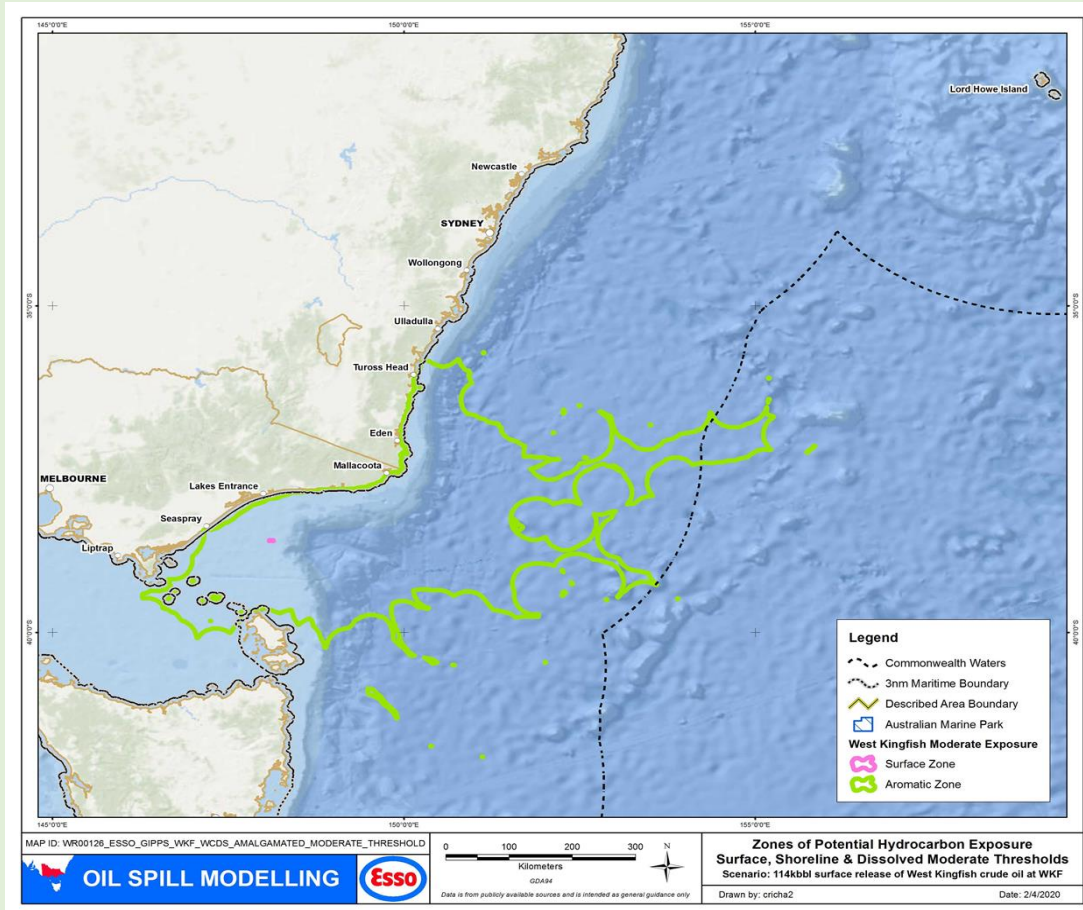 145°0'0"E
150°0'0"E
155°0'0"E
Lord Howe Island
Newcastle
SYDNEY
Wollongong
35°0'0"S
35°0'0"S
Ulladulla
Tuross Head
Eden
Mallacoota
MELBOURNE
Lakes Entrance
Seaspray
Liptrap
40°0'0"S
40°0'0"S
Legend
Commonwealth Waters
3nm Maritime Boundary
Described Area Boundary
Australian Marine Park
West Kingfish Moderate Exposure
Surface Zone
Aromatic Zone
145°0'0"E
150°0'0"E
155°0'0"E
MAP ID: WR00126_ESSO_GIPPS_WKF_WCDS_AMALGAMATED_MODERATE_THRESHOLD
OIL SPILL MODELLING
Esso
0 100 200 300
Kilometers
GDA94
N
Data is from publicly available sources and is intended as general guidance only
Zones of Potential Hydrocarbon Exposure
Surface, Shoreline & Dissolved Moderate Thresholds
Scenario: 114kbbl surface release of West Kingfish crude oil at WKF
Drawn by: cricha2
Date: 2/4/2020